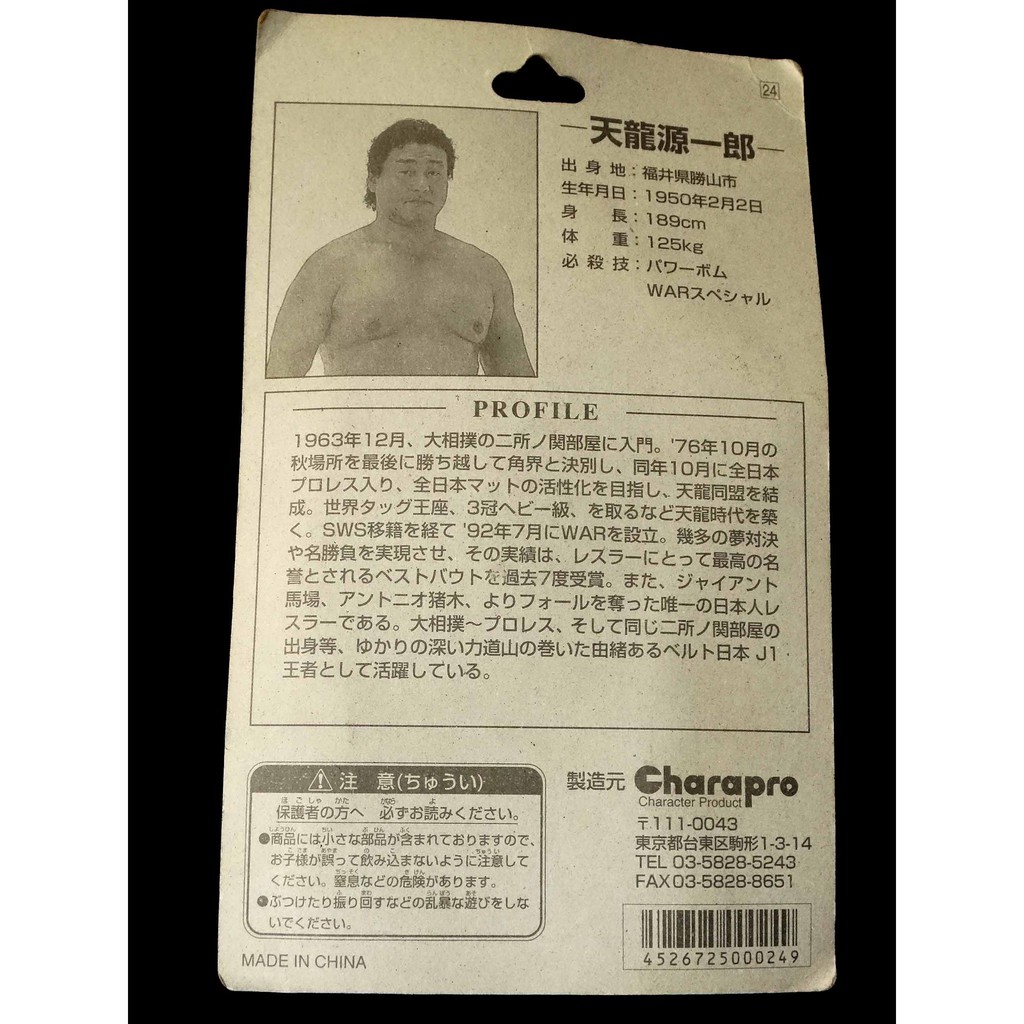 24
天龍源一郎
出身地：福井県勝山市
生年月日：1950年2月2日
身　長：189cm
体　重：125kg
必殺技：パワーボム
WARスペシャル
PROFILE
1963年12月、大相撲の二所ノ関部屋に入門。'76年10月の
秋場所を最後に勝ち越して角界と決別し、同年10月に全日本
プロレス入り、全日本マットの活性化を目指し、天龍同盟を結
成。世界タッグ王座、3冠ヘビー級、を取るなど天龍時代を築
く。SWS移籍を経て '92年7月にWARを設立。幾多の夢対決
や名勝負を実現させ、その実績は、レスラーにとって最高の名
誉とされるベストバウトを過去7度受賞。また、ジャイアント
馬場、アントニオ猪木、よりフォールを奪った唯一の日本人レ
スラーである。大相撲～プロレス、そして同じ二所ノ関部屋の
出身等、ゆかりの深い力道山の巻いた由緒あるベルト日本 J1
王者として活躍している。
注 意(ちゅうい)
保護者の方へ 必ずお読みください。
●商品には小さな部品が含まれておりますので、
お子様が誤って飲み込まないように注意して
ください。窒息などの危険があります。
●ぶつけたり振り回すなどの乱暴な遊びをしな
いでください。
MADE IN CHINA
製造元 Charapro
Character Product
〒111-0043
東京都台東区駒形1-3-14
TEL 03-5828-5243
FAX03-5828-8651
4526725000249